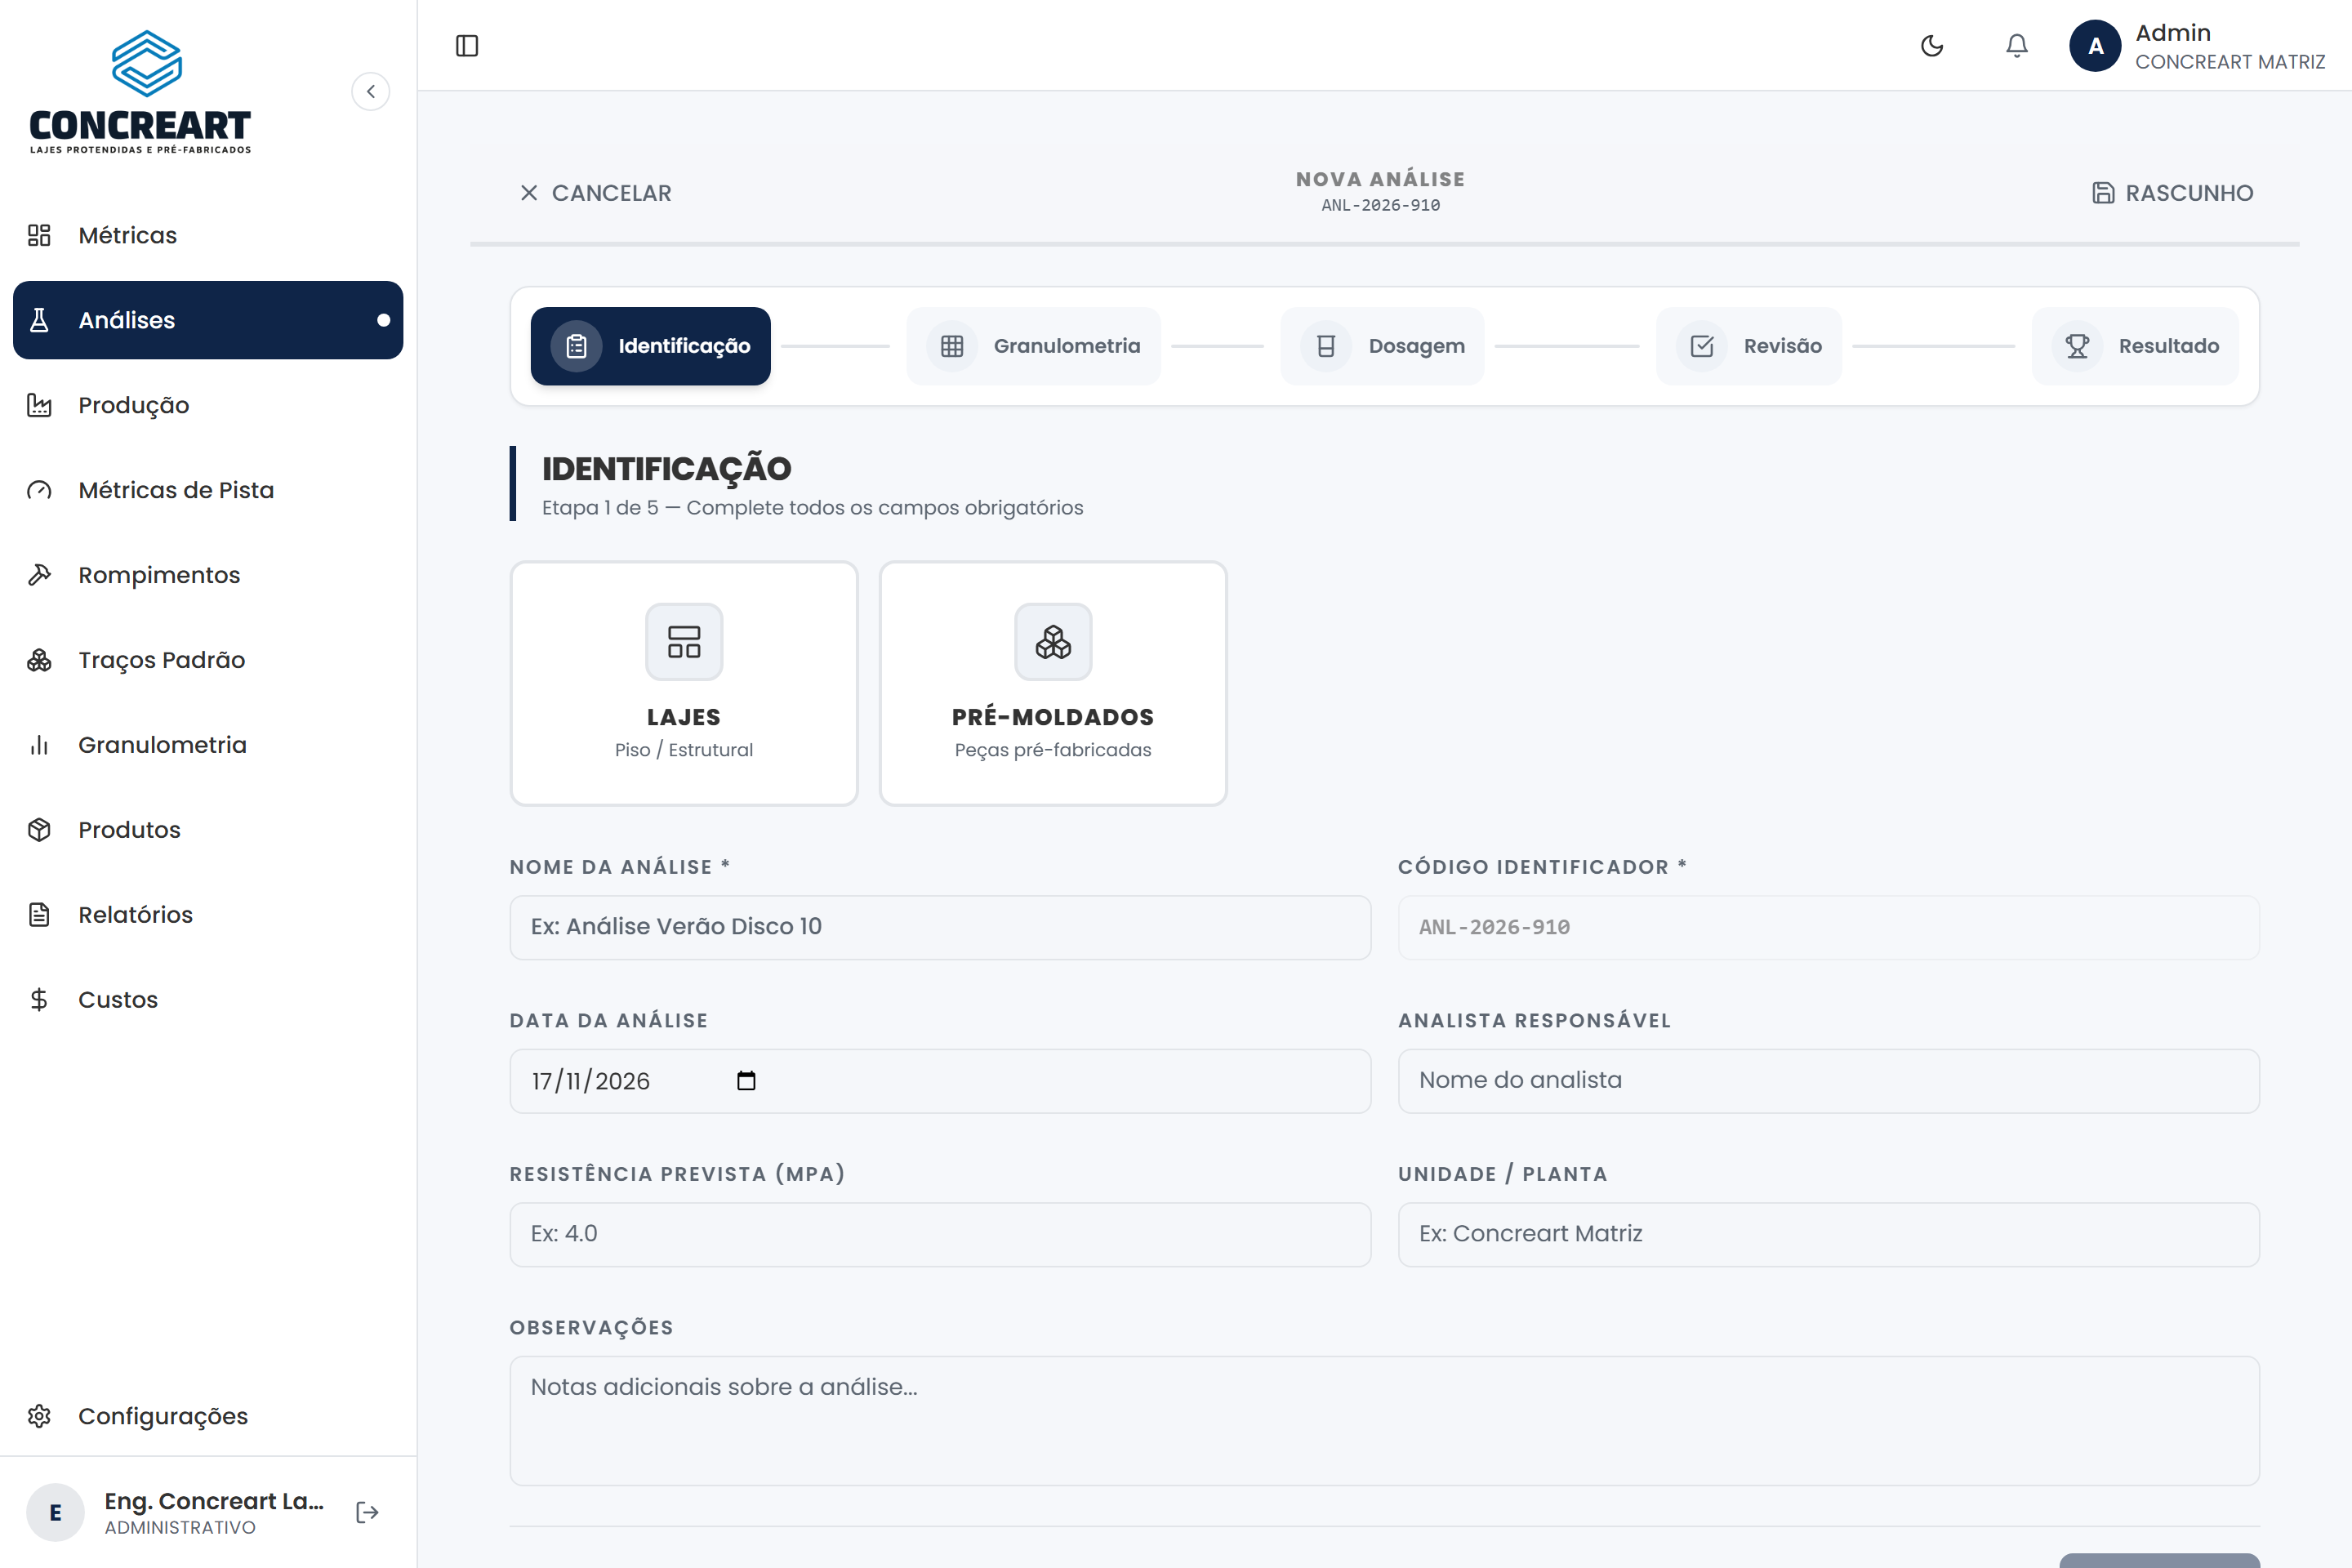 CONCREART
LAJES PROTENDIDAS E PRÉ-FABRICADOS
Métricas
Análises
Produção
Métricas de Pista
Rompimentos
Traços Padrão
Granulometria
Produtos
Relatórios
Custos
Configurações
E
Eng. Concreart La...
ADMINISTRATIVO
A
Admin
CONCREART MATRIZ
CANCELAR
NOVA ANÁLISE
ANL-2026-910
RASCUNHO
Identificação
Granulometria
Dosagem
Revisão
Resultado
IDENTIFICAÇÃO
Etapa 1 de 5 — Complete todos os campos obrigatórios
LAJES
Piso / Estrutural
PRÉ-MOLDADOS
Peças pré-fabricadas
NOME DA ANÁLISE *
Ex: Análise Verão Disco 10
CÓDIGO IDENTIFICADOR *
ANL-2026-910
DATA DA ANÁLISE
17/11/2026
ANALISTA RESPONSÁVEL
Nome do analista
RESISTÊNCIA PREVISTA (MPA)
Ex: 4.0
UNIDADE / PLANTA
Ex: Concreart Matriz
OBSERVAÇÕES
Notas adicionais sobre a análise...